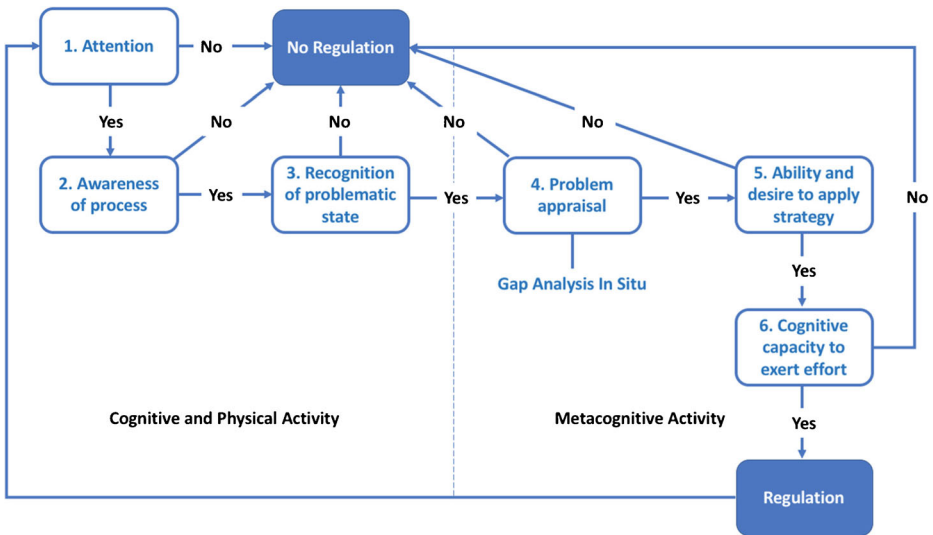 1. Attention
No
No Regulation
Yes
No
No
No
No
2. Awareness
of process
Yes
3. Recognition
of problematic
state
Yes
4. Problem
appraisal
Yes
5. Ability and
desire to apply
strategy
No
Gap Analysis In Situ
Yes
6. Cognitive
capacity to
exert effort
Cognitive and Physical Activity
Metacognitive Activity
Yes
Regulation